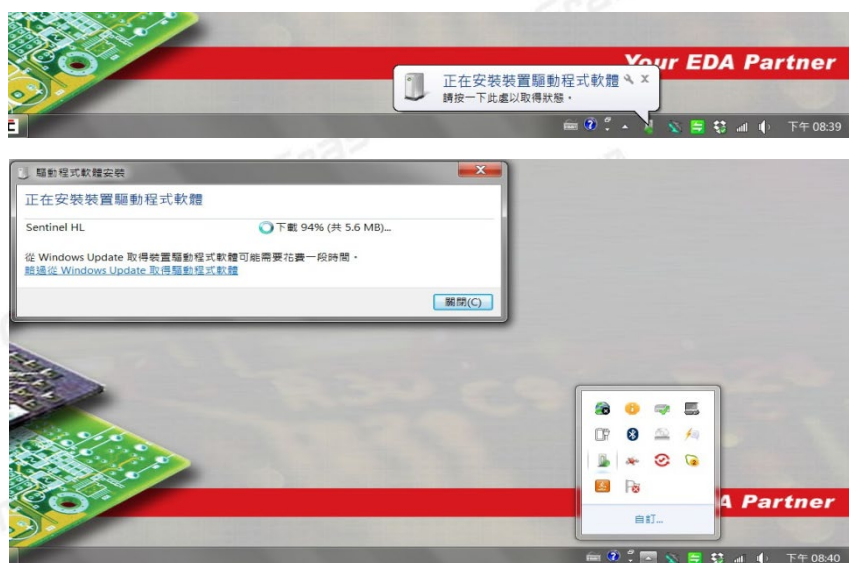 Your EDA Partner
正在安裝裝置驅動程式軟體
請按一下此處以取得狀態。
下午 08:39
驅動程式軟體安裝
正在安裝裝置驅動程式軟體
Sentinel HL
下載 94% (共 5.6 MB)...
從 Windows Update 取得裝置驅動程式軟體可能需要花費一段時間。
略過從 Windows Update 取得驅動程式軟體
關閉(C)
A Partner
自訂...
下午 08:40